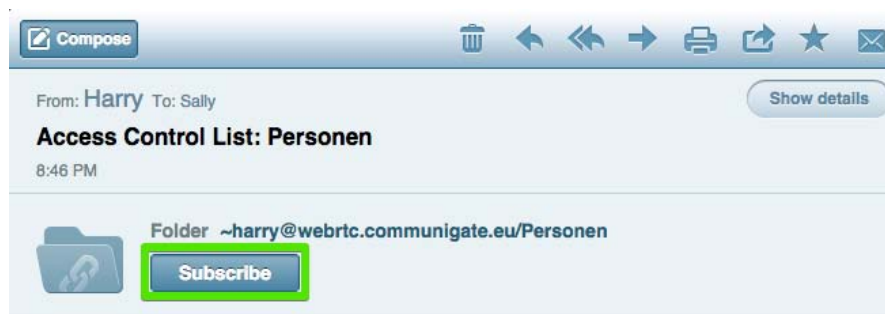 Compose
From: Harry To: Sally
Show details
Access Control List: Personen
8:46 PM
Folder ~harry@webrtc.communigate.eu/Personen
Subscribe